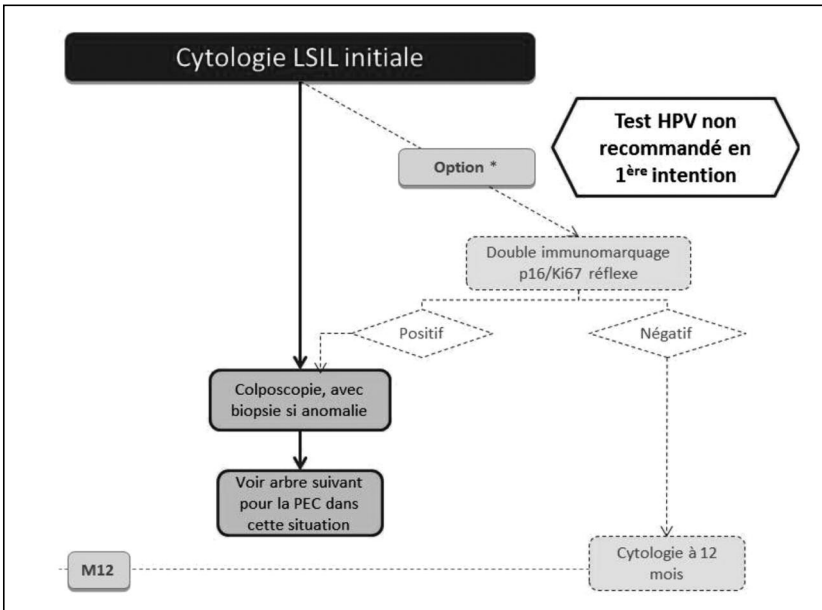 Cytologie LSIL initiale
Test HPV non
recommandé en
1ère intention
Option *
Double immunomarquage
p16/Ki67 réflexe
Positif
Négatif
Colposcopie, avec
biopsie si anomalie
Voir arbre suivant
pour la PEC dans
cette situation
Cytologie à 12
mois
M12